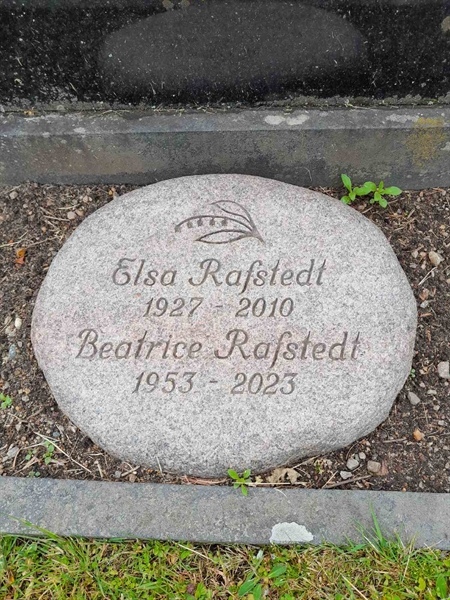 Elsa Rafstedt
1927 - 2010
Beatrice Rafstedt
1953 - 2023